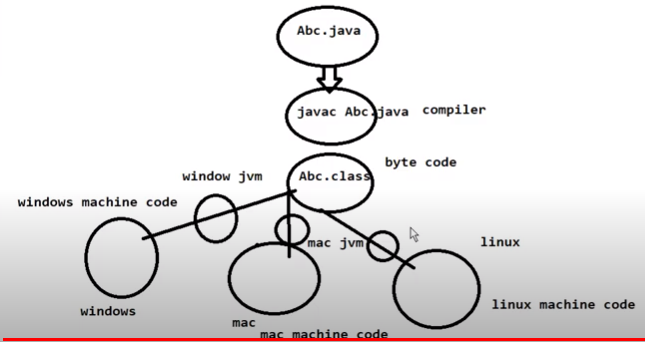 Abc.java
javac Abc.java
compiler
byte code
Abc.class
window jvm
windows machine code
mac jvm
linux
windows
linux machine code
mac
mac machine code